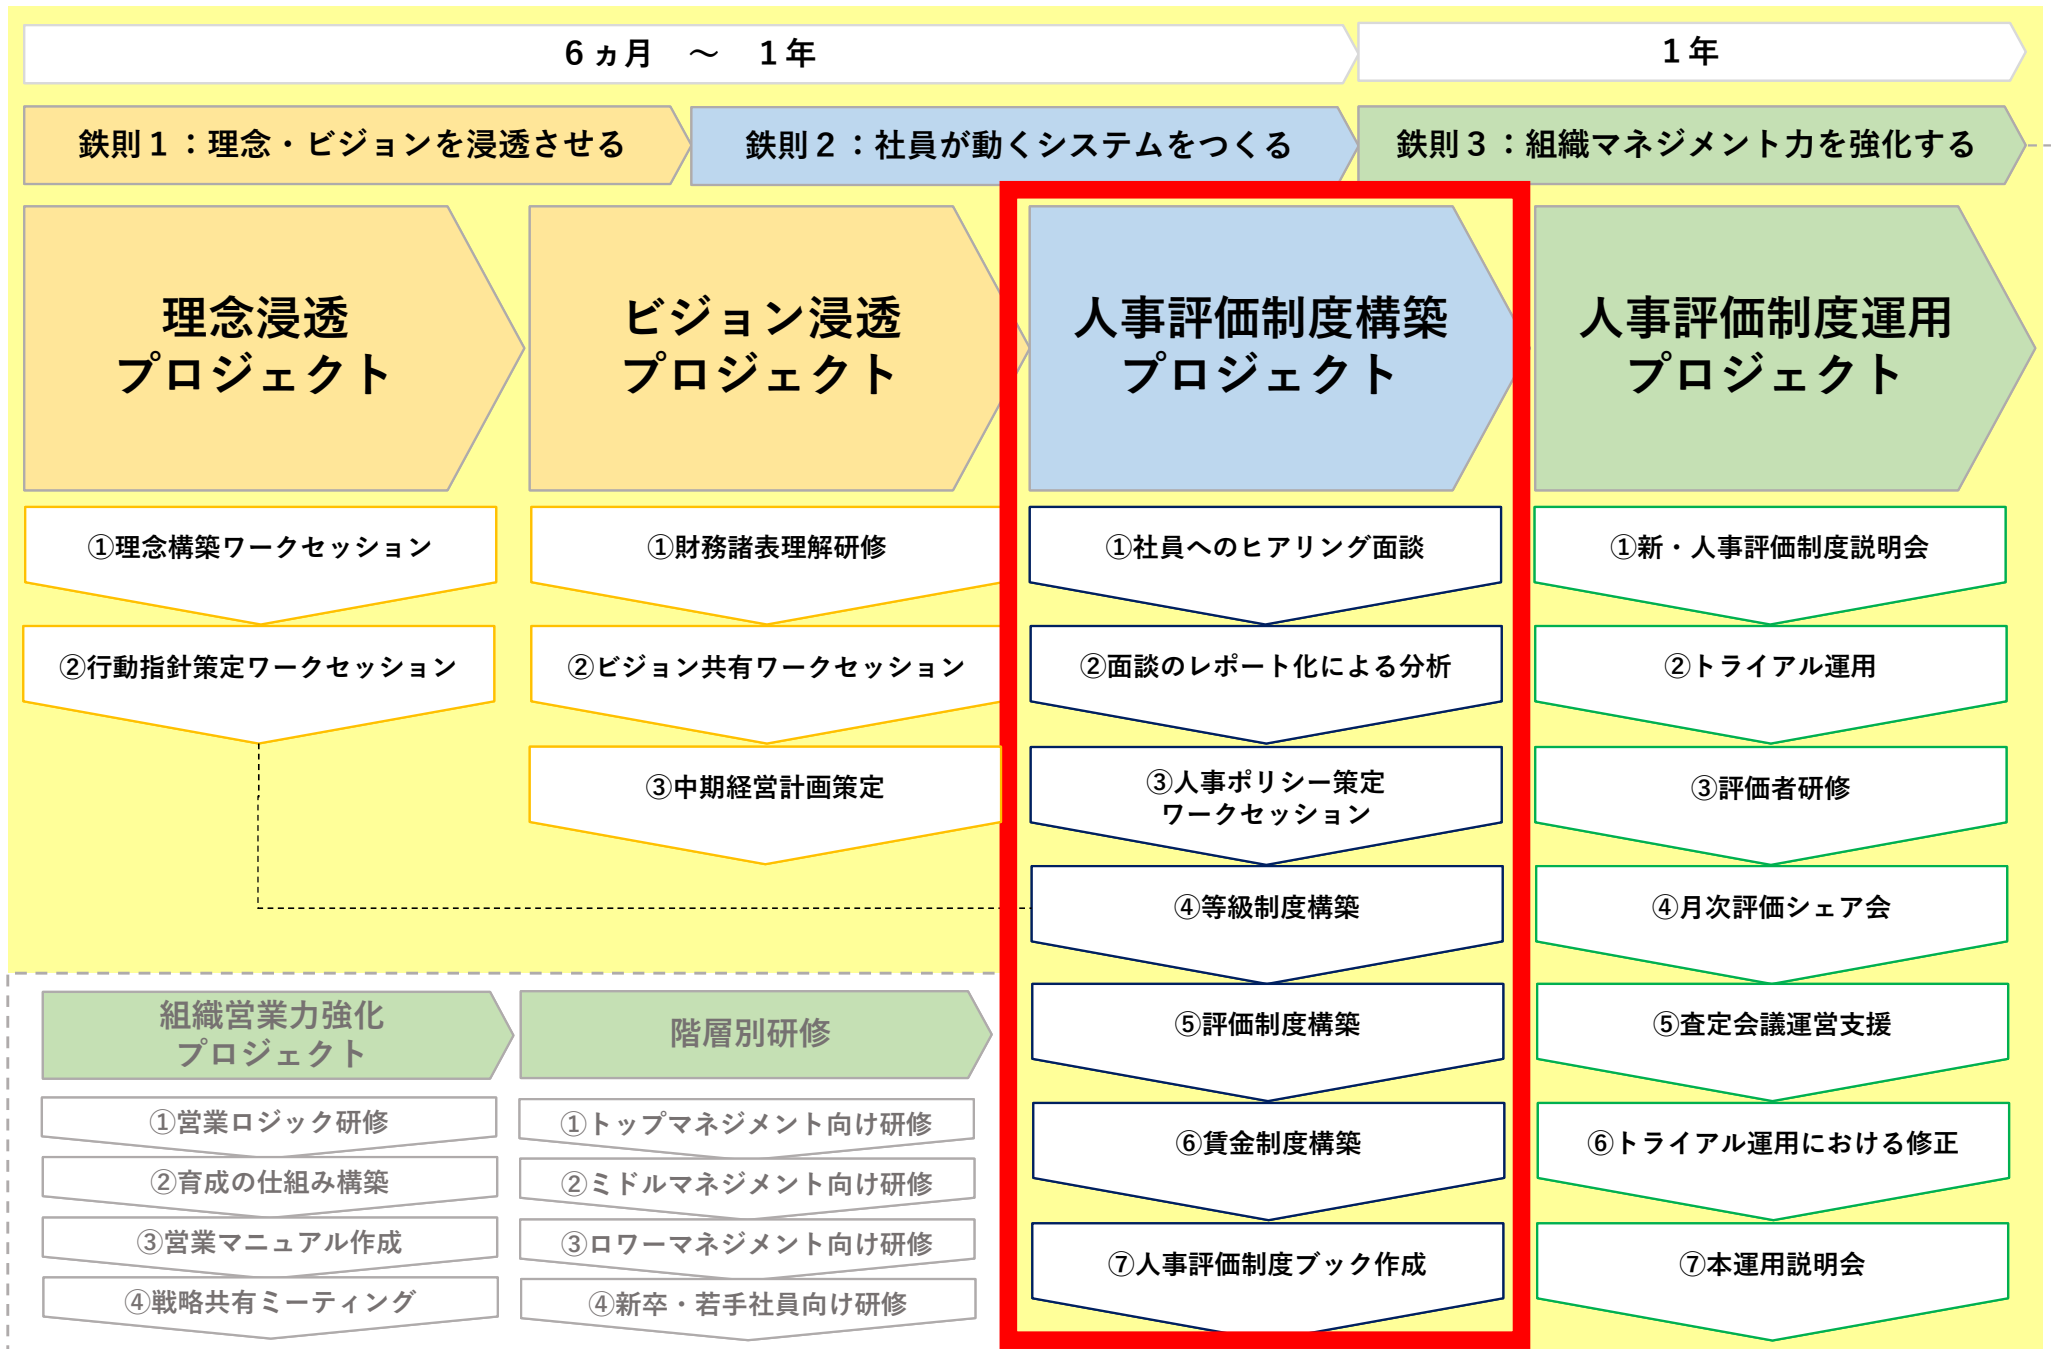 6ヵ月　～　1年
1年
鉄則1：理念・ビジョンを浸透させる
鉄則2：社員が動くシステムをつくる
鉄則3：組織マネジメント力を強化する
理念浸透
プロジェクト
①理念構築ワークセッション
②行動指針策定ワークセッション
ビジョン浸透
プロジェクト
①財務諸表理解研修
②ビジョン共有ワークセッション
③中期経営計画策定
人事評価制度構築
プロジェクト
①社員へのヒアリング面談
②面談のレポート化による分析
③人事ポリシー策定
ワークセッション
④等級制度構築
⑤評価制度構築
⑥賃金制度構築
⑦人事評価制度ブック作成
人事評価制度運用
プロジェクト
①新・人事評価制度説明会
②トライアル運用
③評価者研修
④月次評価シェア会
⑤査定会議運営支援
⑥トライアル運用における修正
⑦本運用説明会
組織営業力強化
プロジェクト
①営業ロジック研修
②育成の仕組み構築
③営業マニュアル作成
④戦略共有ミーティング
階層別研修
①トップマネジメント向け研修
②ミドルマネジメント向け研修
③ロワーマネジメント向け研修
④新卒・若手社員向け研修